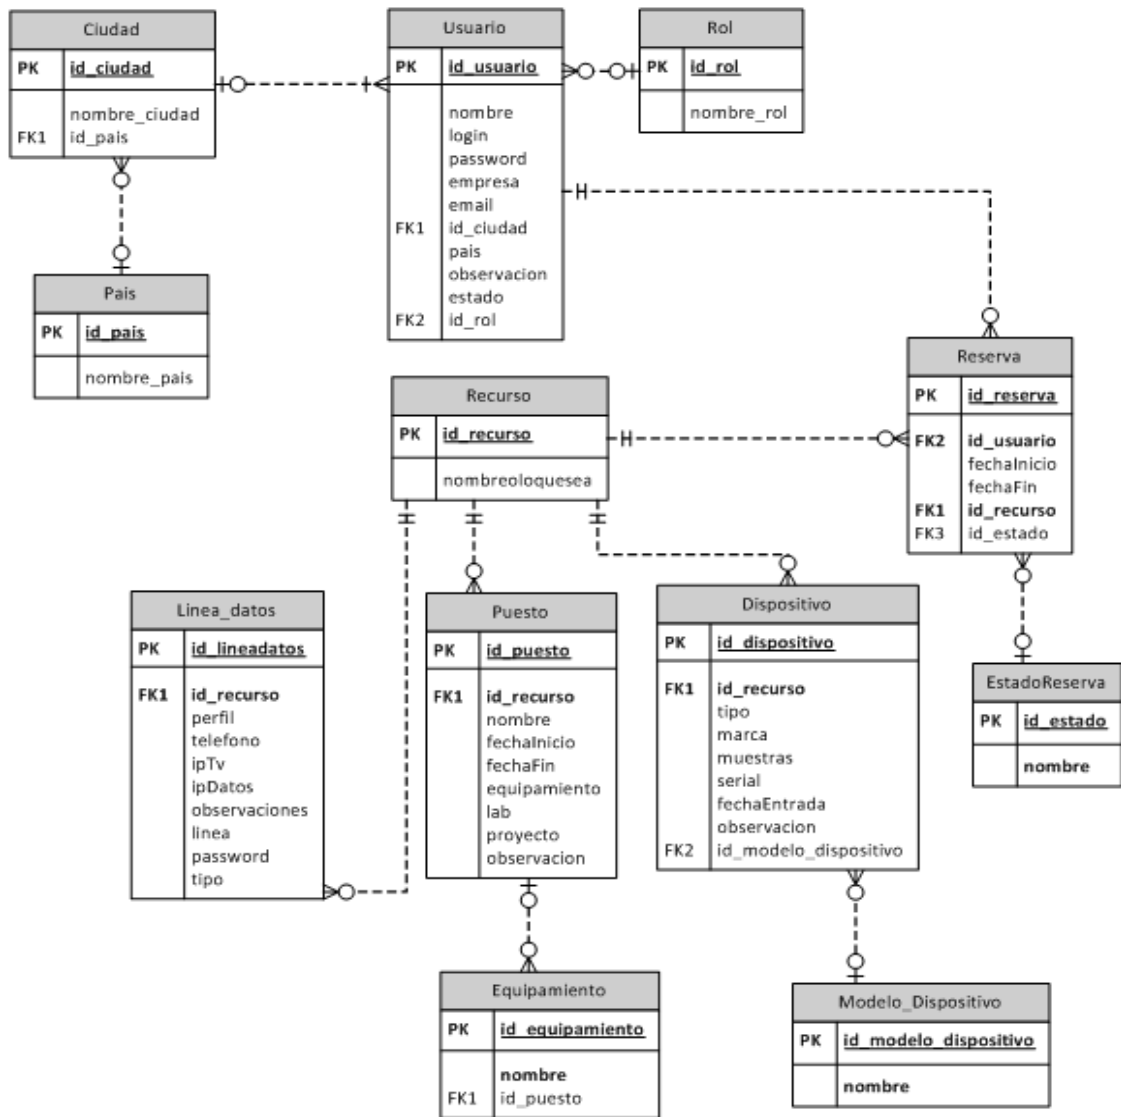 Ciudad
PK id_ciudad
nombre_ciudad
FK1 id_pais
Usuario
PK id_usuario
nombre
login
password
empresa
email
FK1 id_ciudad
pais
observacion
estado
FK2 id_rol
Rol
PK id_rol
nombre_rol
Pais
PK id_pais
nombre_pais
Recurso
PK id_recurso
nombreoloquesea
Reserva
PK id_reserva
FK2 id_usuario
fechaInicio
fechaFin
FK1 id_recurso
FK3 id_estado
Linea_datos
PK id_lineadatos
FK1 id_recurso
perfil
telefono
ipTv
ipDatos
observaciones
linea
password
tipo
Puesto
PK id_puesto
FK1 id_recurso
nombre
fechaInicio
fechaFin
equipamiento
lab
proyecto
observacion
Dispositivo
PK id_dispositivo
FK1 id_recurso
tipo
marca
muestras
serial
fechaEntrada
observacion
FK2 id_modelo_dispositivo
EstadoReserva
PK id_estado
nombre
Equipamiento
PK id_equipamiento
nombre
FK1 id_puesto
Modelo_Dispositivo
PK id_modelo_dispositivo
nombre